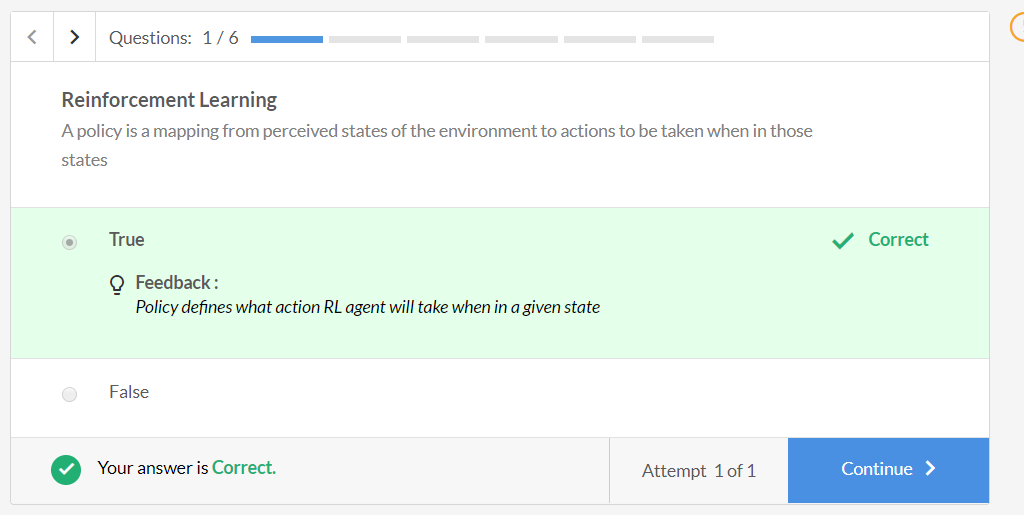 Questions: 1 / 6
Reinforcement Learning
A policy is a mapping from perceived states of the environment to actions to be taken when in those
states
True
Correct
Feedback :
Policy defines what action RL agent will take when in a given state
False
Your answer is Correct.
Attempt 1 of 1
Continue